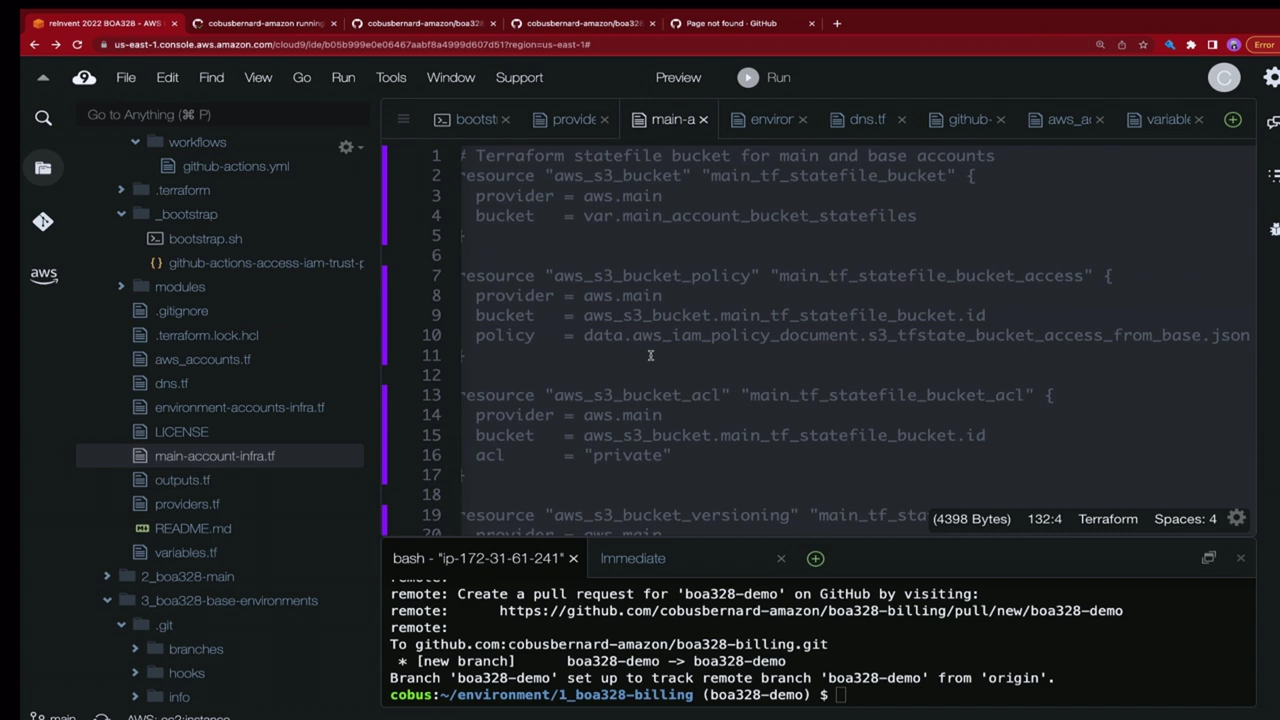 reInvent 2022 BOA328 - AWS
cobusbernard-amazon running
cobusbernard-amazon/boa328
cobusbernard-amazon/boa328
Page not found · GitHub
us-east-1.console.aws.amazon.com/cloud9/ide/b05b999e0e06467aabf8a4999d607d51?region=us-east-1#
Error
File Edit Find View Go Run Tools Window Support Preview Run
C
Go to Anything (⌘ P)
bootst
provide
main-a
enviror
dns.tf
github-
aws_ac
variable
workflows
github-actions.yml
.terraform
_bootstrap
bootstrap.sh
github-actions-access-iam-trust-p
modules
.gitignore
.terraform.lock.hcl
aws_accounts.tf
dns.tf
environment-accounts-infra.tf
LICENSE
main-account-infra.tf
outputs.tf
providers.tf
README.md
variables.tf
2_boa328-main
3_boa328-base-environments
.git
branches
hooks
info
aws
1 # Terraform statefile bucket for main and base accounts
2 resource "aws_s3_bucket" "main_tf_statefile_bucket" {
3 provider = aws.main
4 bucket = var.main_account_bucket_statefiles
5 }
6
7 resource "aws_s3_bucket_policy" "main_tf_statefile_bucket_access" {
8 provider = aws.main
9 bucket = aws_s3_bucket.main_tf_statefile_bucket.id
10 policy = data.aws_iam_policy_document.s3_tfstate_bucket_access_from_base.json
11 }
12
13 resource "aws_s3_bucket_acl" "main_tf_statefile_bucket_acl" {
14 provider = aws.main
15 bucket = aws_s3_bucket.main_tf_statefile_bucket.id
16 acl = "private"
17 }
18
19 resource "aws_s3_bucket_versioning" "main_tf_sta
20 provider = aws.main
(4398 Bytes) 132:4 Terraform Spaces: 4
bash - "ip-172-31-61-241"
Immediate
remote:
remote: Create a pull request for 'boa328-demo' on GitHub by visiting:
remote: https://github.com/cobusbernard-amazon/boa328-billing/pull/new/boa328-demo
remote:
To github.com:cobusbernard-amazon/boa328-billing.git
* [new branch] boa328-demo -> boa328-demo
Branch 'boa328-demo' set up to track remote branch 'boa328-demo' from 'origin'.
cobus:~/environment/1_boa328-billing (boa328-demo) $
main
AWS: ec2:instance